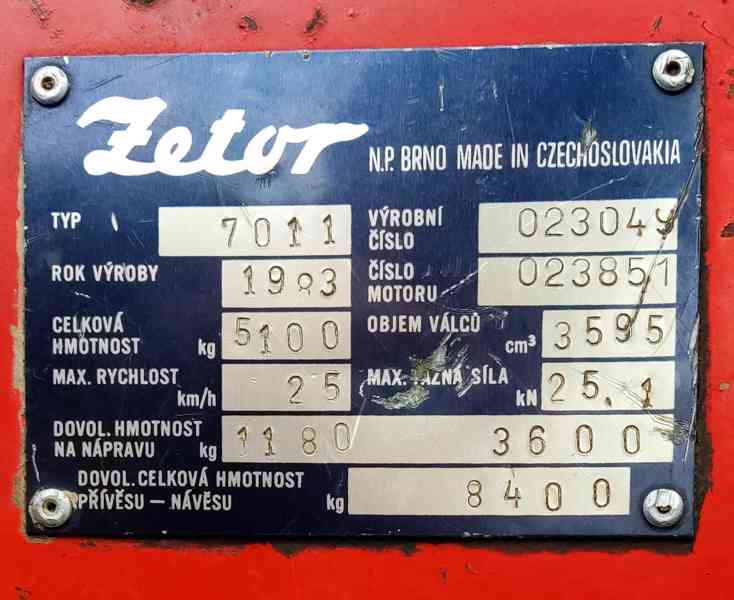 Zetor
N.P. BRNO MADE IN CZECHOSLOVAKIA
TYP 7011
VÝROBNÍ
ČÍSLO 023049
ROK VÝROBY 1983
ČÍSLO
MOTORU 023851
CELKOVÁ
HMOTNOST kg 5100
OBJEM VÁLCŮ
cm³ 3595
MAX. RYCHLOST
km/h 25
MAX. TAŽNÁ SÍLA
kN 25.1
DOVOL. HMOTNOST
NA NÁPRAVU kg 1180 3600
DOVOL. CELKOVÁ HMOTNOST
PŘÍVĚSU – NÁVĚSU kg 8400